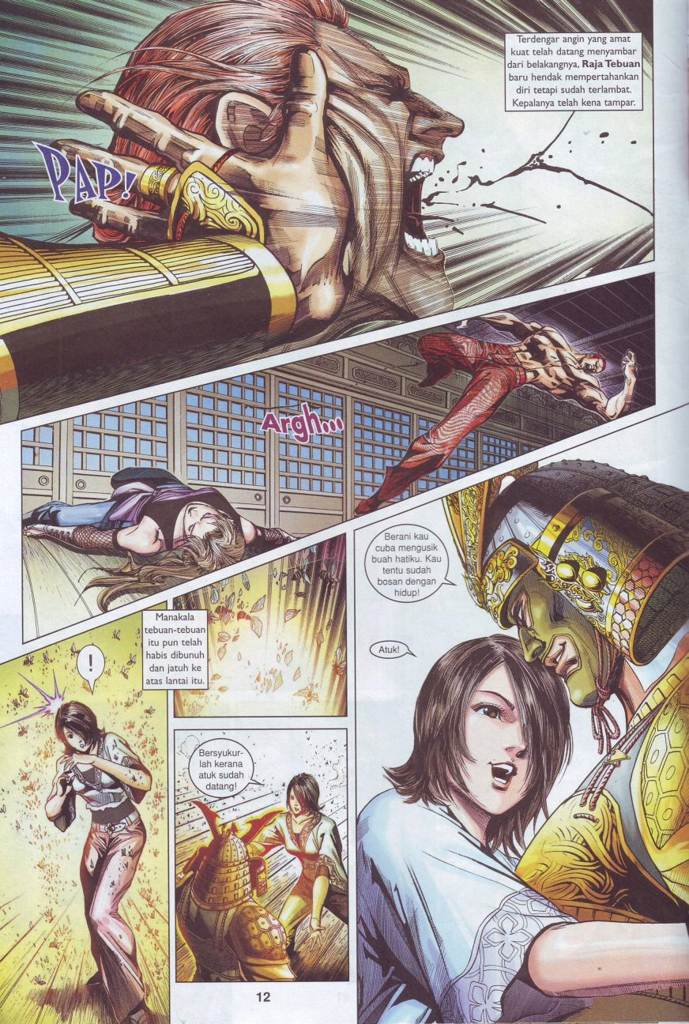 Terdengar angin yang amat
kuat telah datang menyambar
dari belakangnya, Raja Tebuan
baru hendak mempertahankan
diri tetapi sudah terlambat.
Kepalanya telah kena tampar.
PAP!
Argh...
Manakala
tebuan-tebuan
itu pun telah
habis dibunuh
dan jatuh ke
atas lantai itu.
!
Bersyukur-
lah kerana
atuk sudah
datang!
Berani kau
cuba mengusik
buah hatiku. Kau
tentu sudah
bosan dengan
hidup!
Atuk!
12